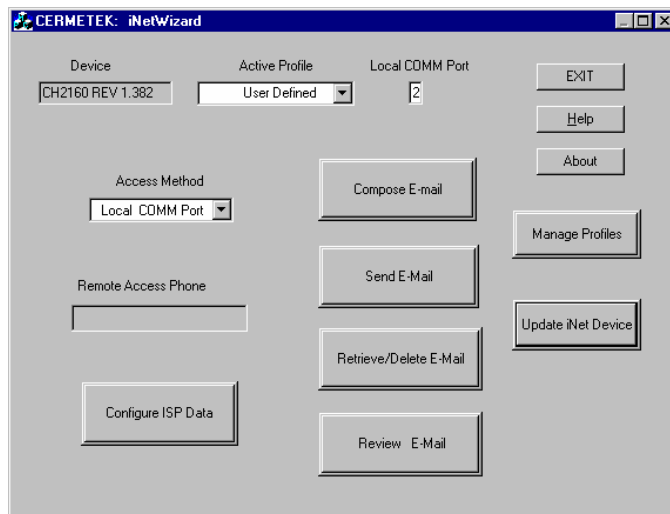 CERMETEK: iNetWizard
Device Active Profile Local COMM Port
CH2160 REV 1.382 User Defined 2
EXIT
Help
About
Access Method
Local COMM Port
Compose E-mail
Manage Profiles
Send E-Mail
Remote Access Phone
Update iNet Device
Retrieve/Delete E-Mail
Configure ISP Data
Review E-Mail